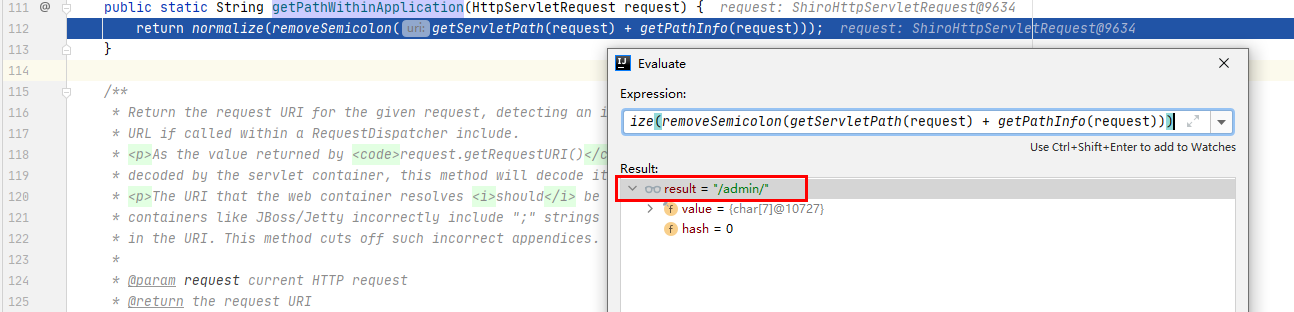 111 @ public static String getPathWithinApplication(HttpServletRequest request) { request: ShiroHttpServletRequest@9634
112 return normalize(removeSemicolon( uri: getServletPath(request) + getPathInfo(request))); request: ShiroHttpServletRequest@9634
113 }
114
115 /**
116 * Return the request URI for the given request, detecting an i
117 * URL if called within a RequestDispatcher include.
118 * <p>As the value returned by <code>request.getRequestURI()</c
119 * decoded by the servlet container, this method will decode it
120 * <p>The URI that the web container resolves <i>should</i> be
121 * containers like JBoss/Jetty incorrectly include ";" strings
122 * in the URI. This method cuts off such incorrect appendices.
123 *
124 * @param request current HTTP request
125 * @return the request URI
Evaluate
Expression:
ize(removeSemicolon(getServletPath(request) + getPathInfo(request)))
Use Ctrl+Shift+Enter to add to Watches
Result:
result = "/admin/"
value = {char[7]@10727}
hash = 0